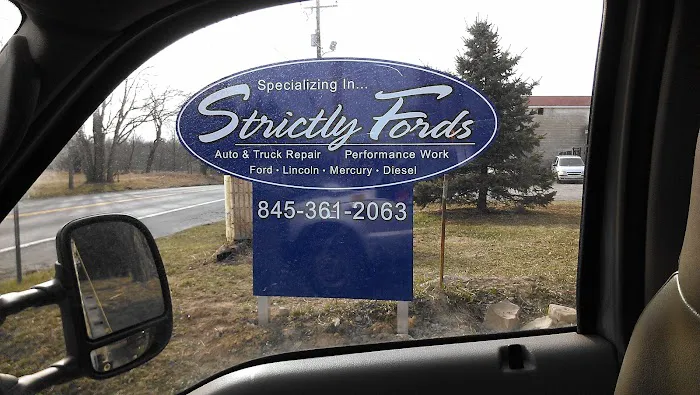 Specializing In...
Strictly Fords
Auto & Truck Repair Performance Work
Ford · Lincoln · Mercury · Diesel
845-361-2063